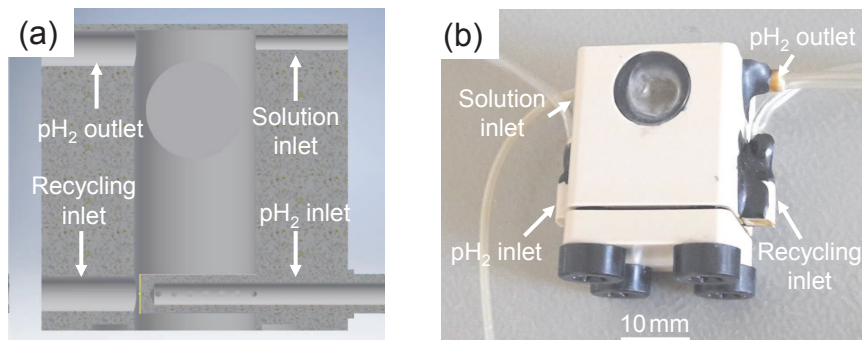 (a)
pH₂ outlet
Solution
inlet
Recycling
inlet
pH₂ inlet
(b)
pH₂ outlet
Solution
inlet
pH₂ inlet
Recycling
inlet
10 mm